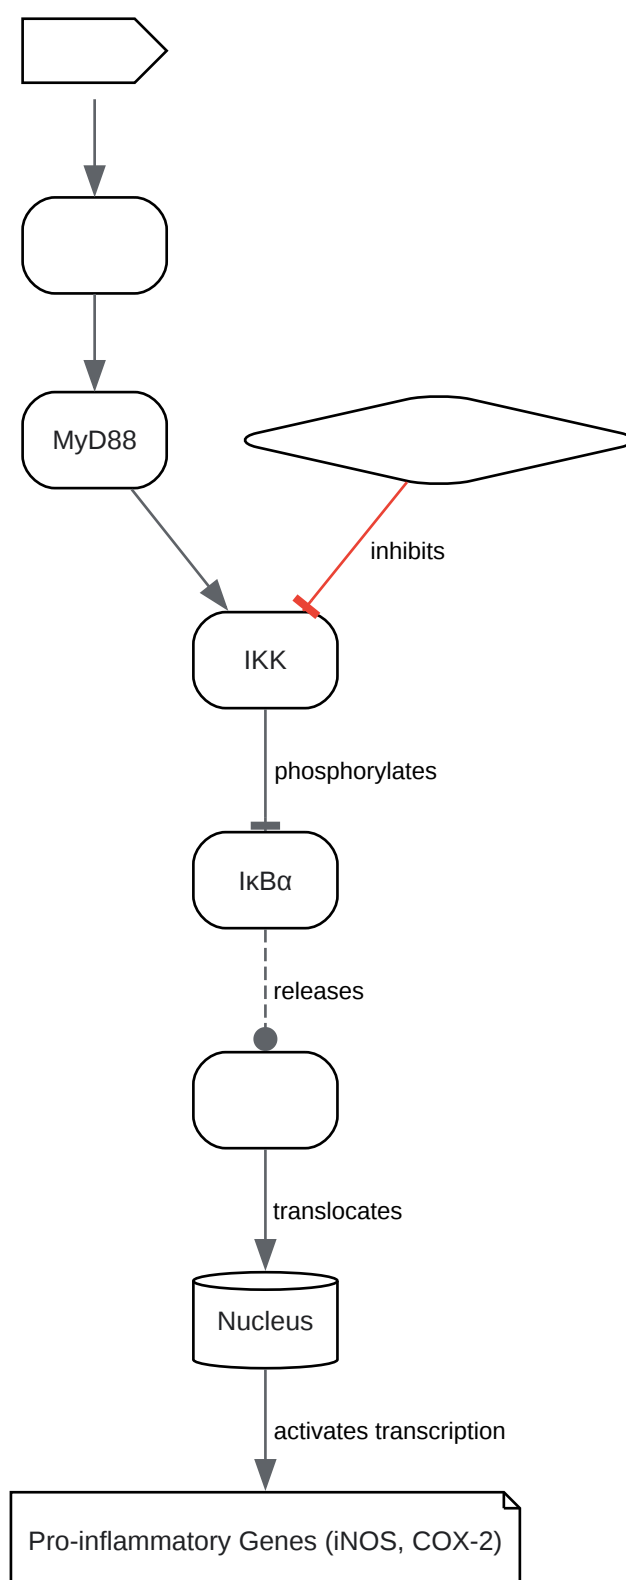 MyD88
inhibits
IKK
phosphorylates
IκBα
releases
translocates
Nucleus
activates transcription
Pro-inflammatory Genes (iNOS, COX-2)